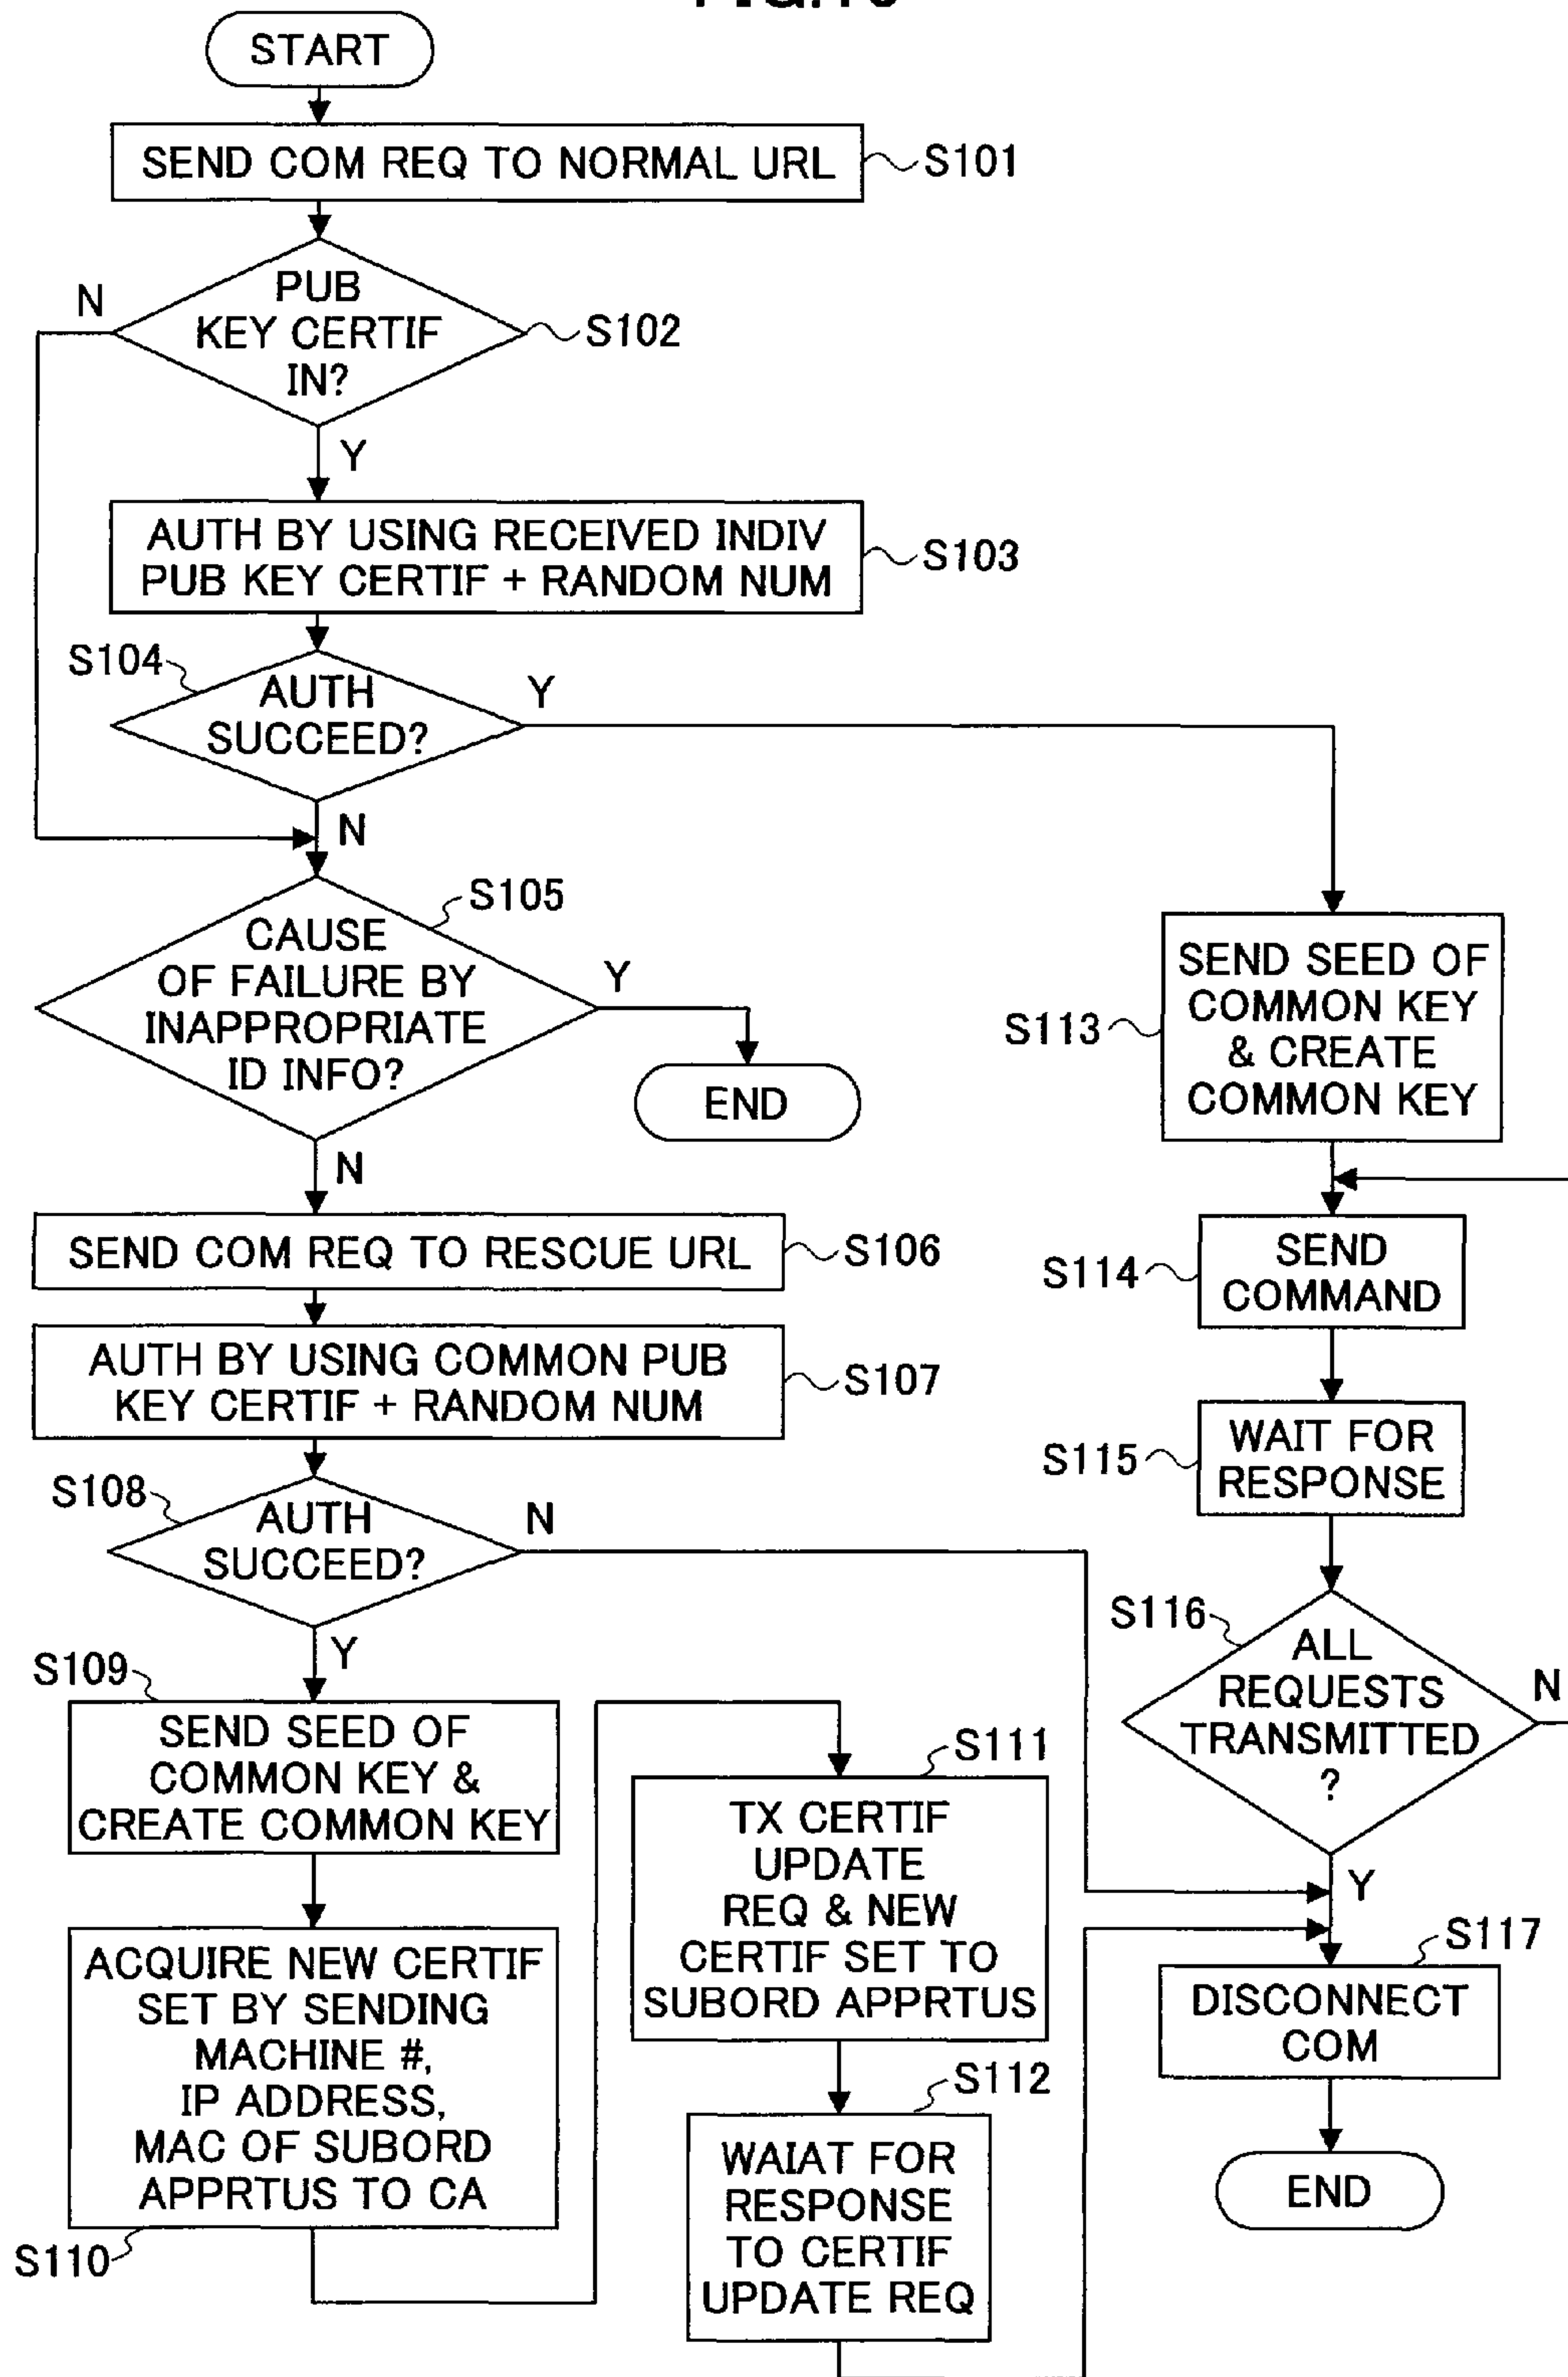 START
SEND COM REQ TO NORMAL URL
S101
PUB
KEY CERTIF
IN?
N
S102
Y
AUTH BY USING RECEIVED INDIV
PUB KEY CERTIF + RANDOM NUM
S103
S104
AUTH
SUCCEED?
Y
N
S105
CAUSE
OF FAILURE BY
INAPPROPRIATE
ID INFO?
Y
END
N
SEND COM REQ TO RESCUE URL
S106
AUTH BY USING COMMON PUB
KEY CERTIF + RANDOM NUM
S107
S108
AUTH
SUCCEED?
N
Y
S109
SEND SEED OF
COMMON KEY &
CREATE COMMON KEY
ACQUIRE NEW CERTIF
SET BY SENDING
MACHINE #,
IP ADDRESS,
MAC OF SUBORD
APPRTUS TO CA
S110
S111
TX CERTIF
UPDATE
REQ & NEW
CERTIF SET TO
SUBORD APPRTUS
S112
WAIAT FOR
RESPONSE
TO CERTIF
UPDATE REQ
S113
SEND SEED OF
COMMON KEY
& CREATE
COMMON KEY
S114
SEND
COMMAND
S115
WAIT FOR
RESPONSE
S116
ALL
REQUESTS
TRANSMITTED
?
N
Y
S117
DISCONNECT
COM
END